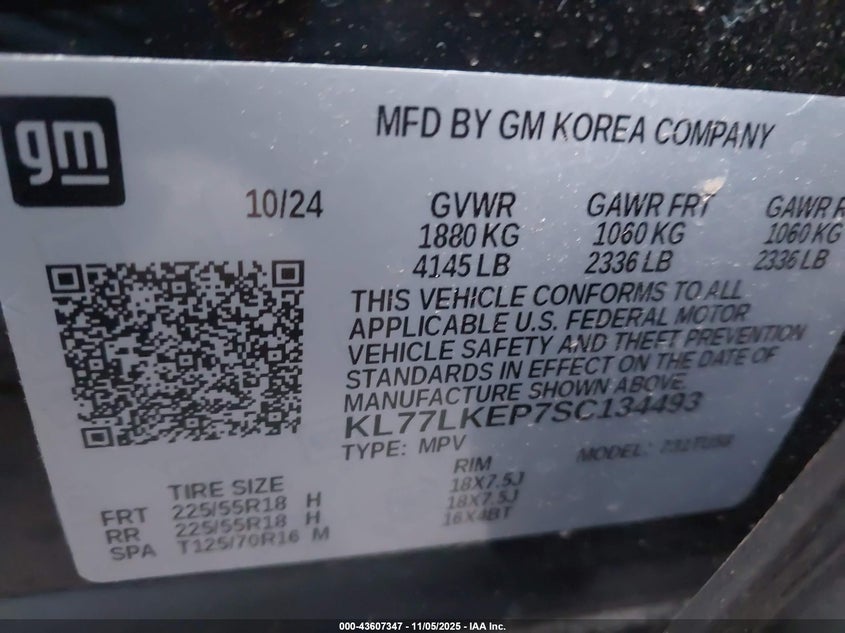 gm
MFD BY GM KOREA COMPANY
10/24 GVWR GAWR FRT GAWR
1880 KG 1060 KG 1060 KG
4145 LB 2336 LB 2336 LB
THIS VEHICLE CONFORMS TO ALL
APPLICABLE U.S. FEDERAL MOTOR
VEHICLE SAFETY AND THEFT PREVENTION
STANDARDS IN EFFECT ON THE DATE OF
MANUFACTURE SHOWN ABOVE.
KL77LKEP7SC134493
TYPE: MPV MODEL:
TIRE SIZE RIM
FRT 225/55R18 H 18X7.5J
RR 225/55R18 H 18X7.5J
SPA T125/70R16 M 16X4BT
000-43607347 — 11/05/2025 — IAA Inc.